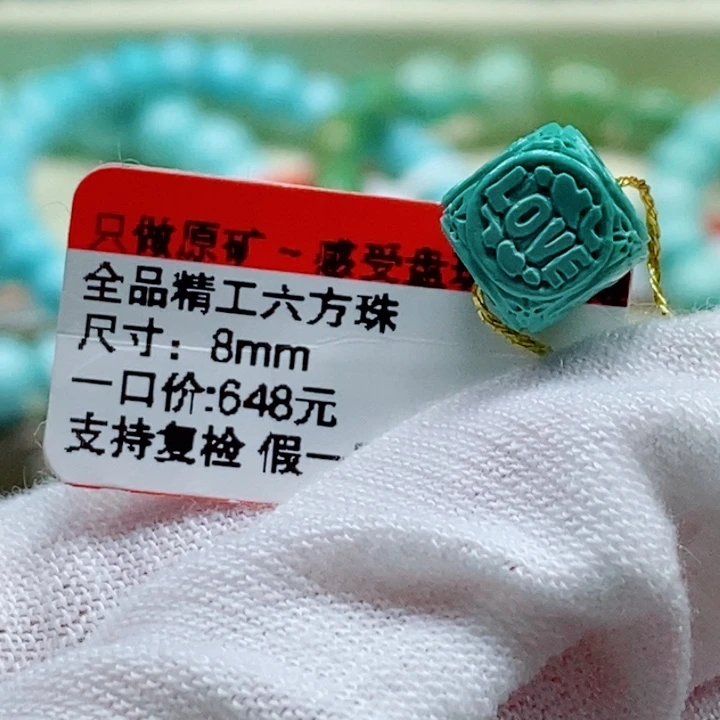 只做原矿~感受盘
全品精工六方珠
尺寸：8mm
一口价:648元
支持复检 假一
LOVE